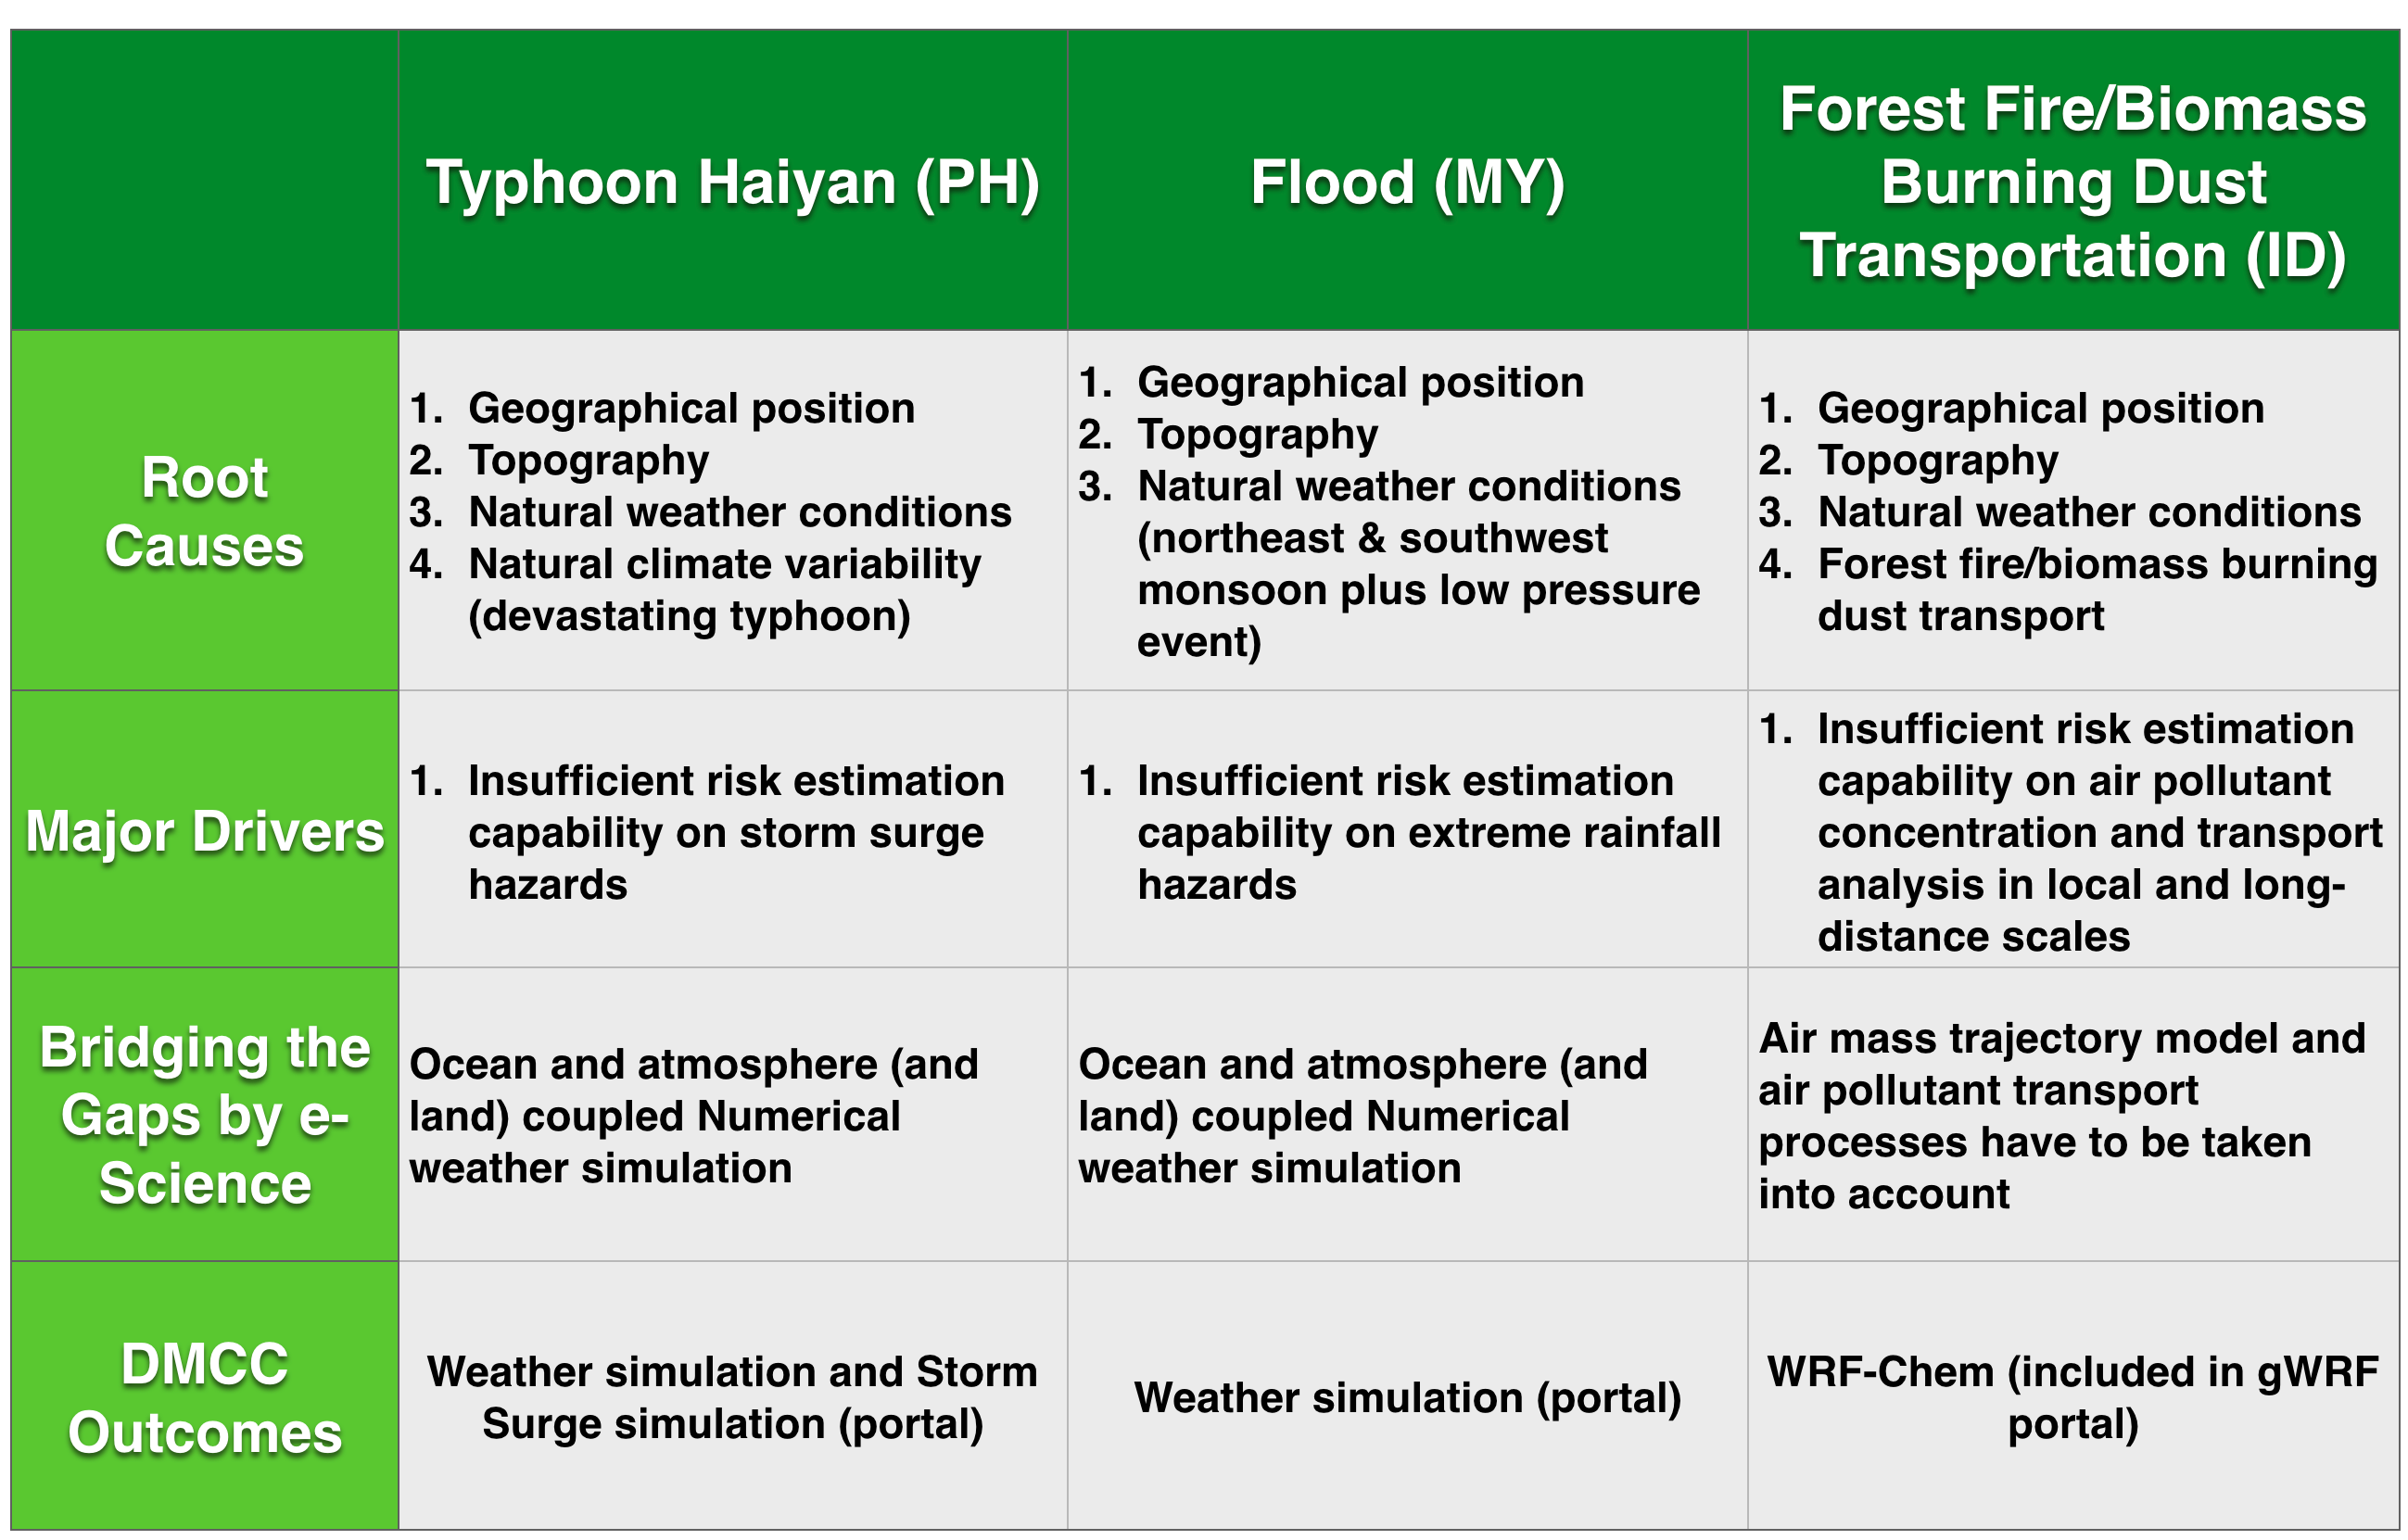 Typhoon Haiyan (PH)
Flood (MY)
Forest Fire/Biomass
Burning Dust
Transportation (ID)
Root
Causes
1. Geographical position
2. Topography
3. Natural weather conditions
4. Natural climate variability
(devastating typhoon)
1. Geographical position
2. Topography
3. Natural weather conditions
(northeast & southwest
monsoon plus low pressure
event)
1. Geographical position
2. Topography
3. Natural weather conditions
4. Forest fire/biomass burning
dust transport
Major Drivers
1. Insufficient risk estimation
capability on storm surge
hazards
1. Insufficient risk estimation
capability on extreme rainfall
hazards
1. Insufficient risk estimation
capability on air pollutant
concentration and transport
analysis in local and long-
distance scales
Bridging the
Gaps by e-
Science
Ocean and atmosphere (and
land) coupled Numerical
weather simulation
Ocean and atmosphere (and
land) coupled Numerical
weather simulation
Air mass trajectory model and
air pollutant transport
processes have to be taken
into account
DMCC
Outcomes
Weather simulation and Storm
Surge simulation (portal)
Weather simulation (portal)
WRF-Chem (included in gWRF
portal)